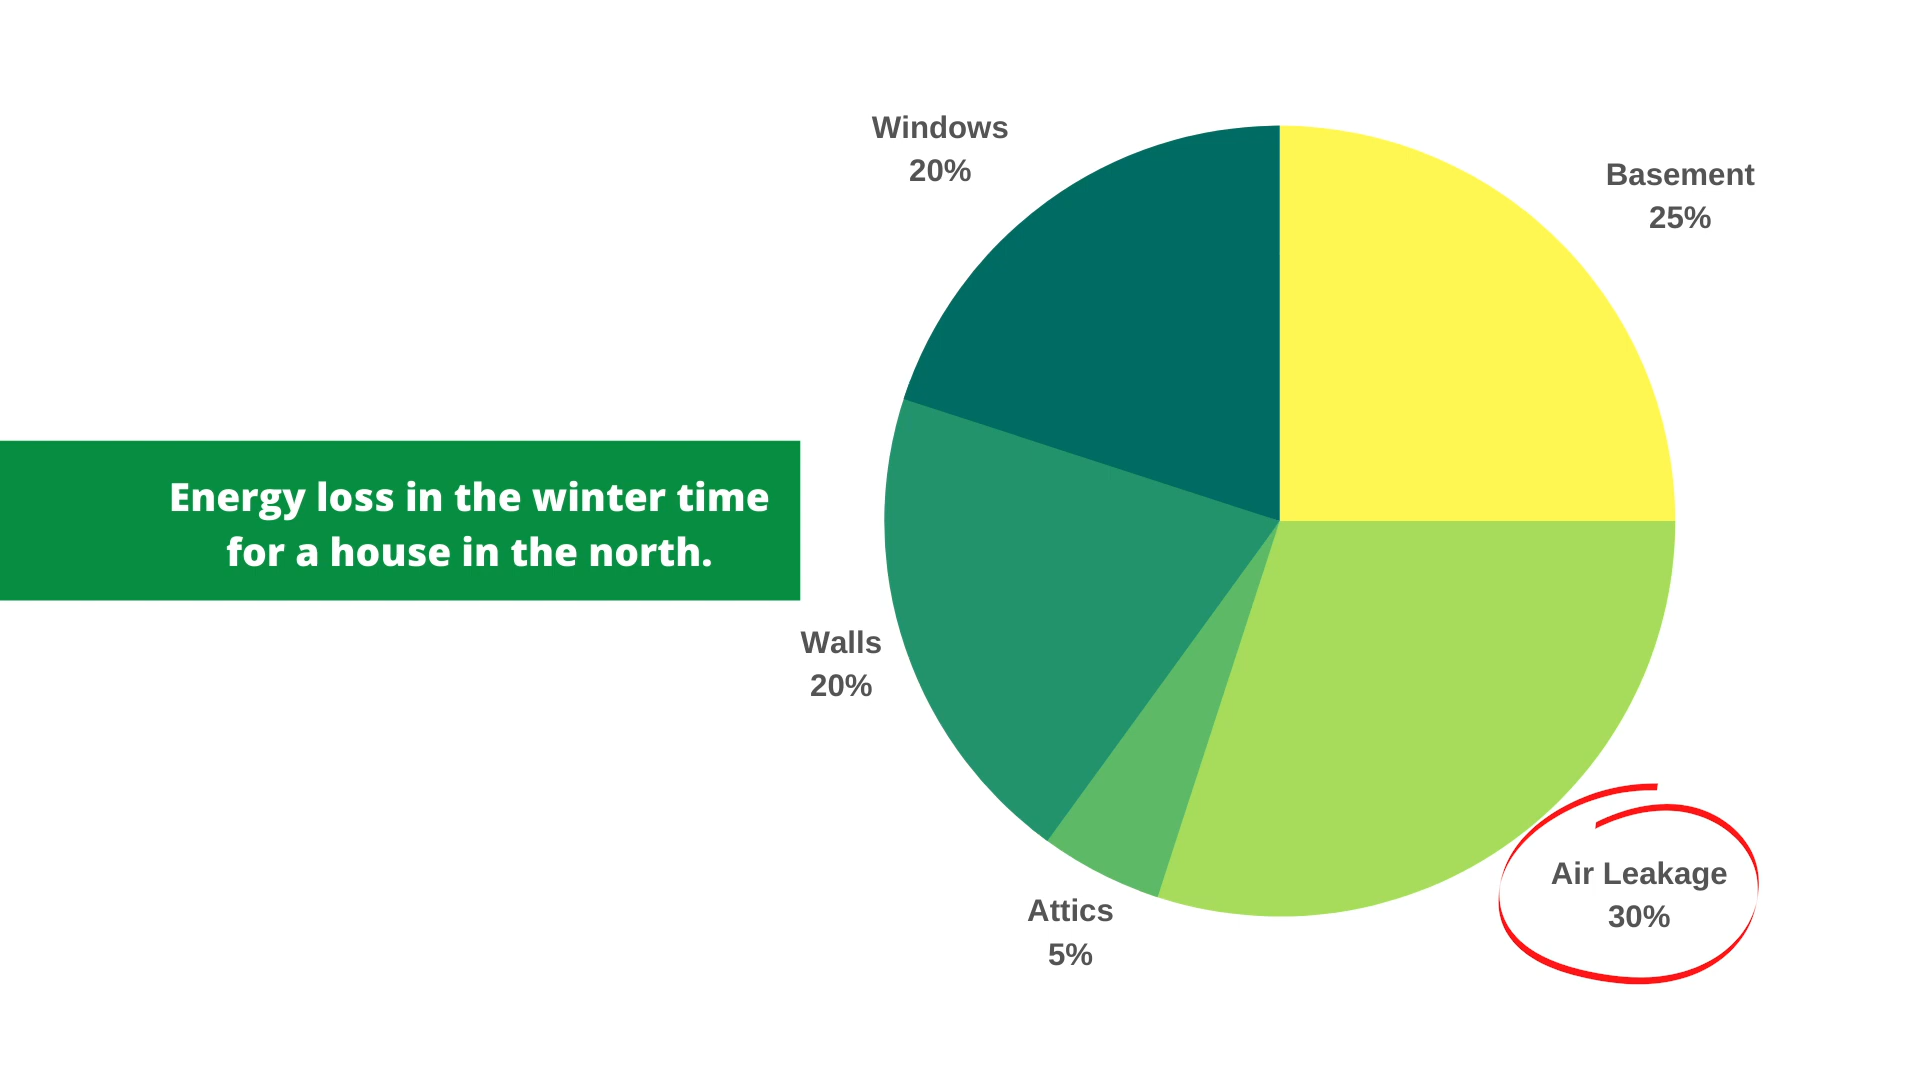 Energy loss in the winter time
for a house in the north.
Windows
20%
Basement
25%
Walls
20%
Attics
5%
Air Leakage
30%